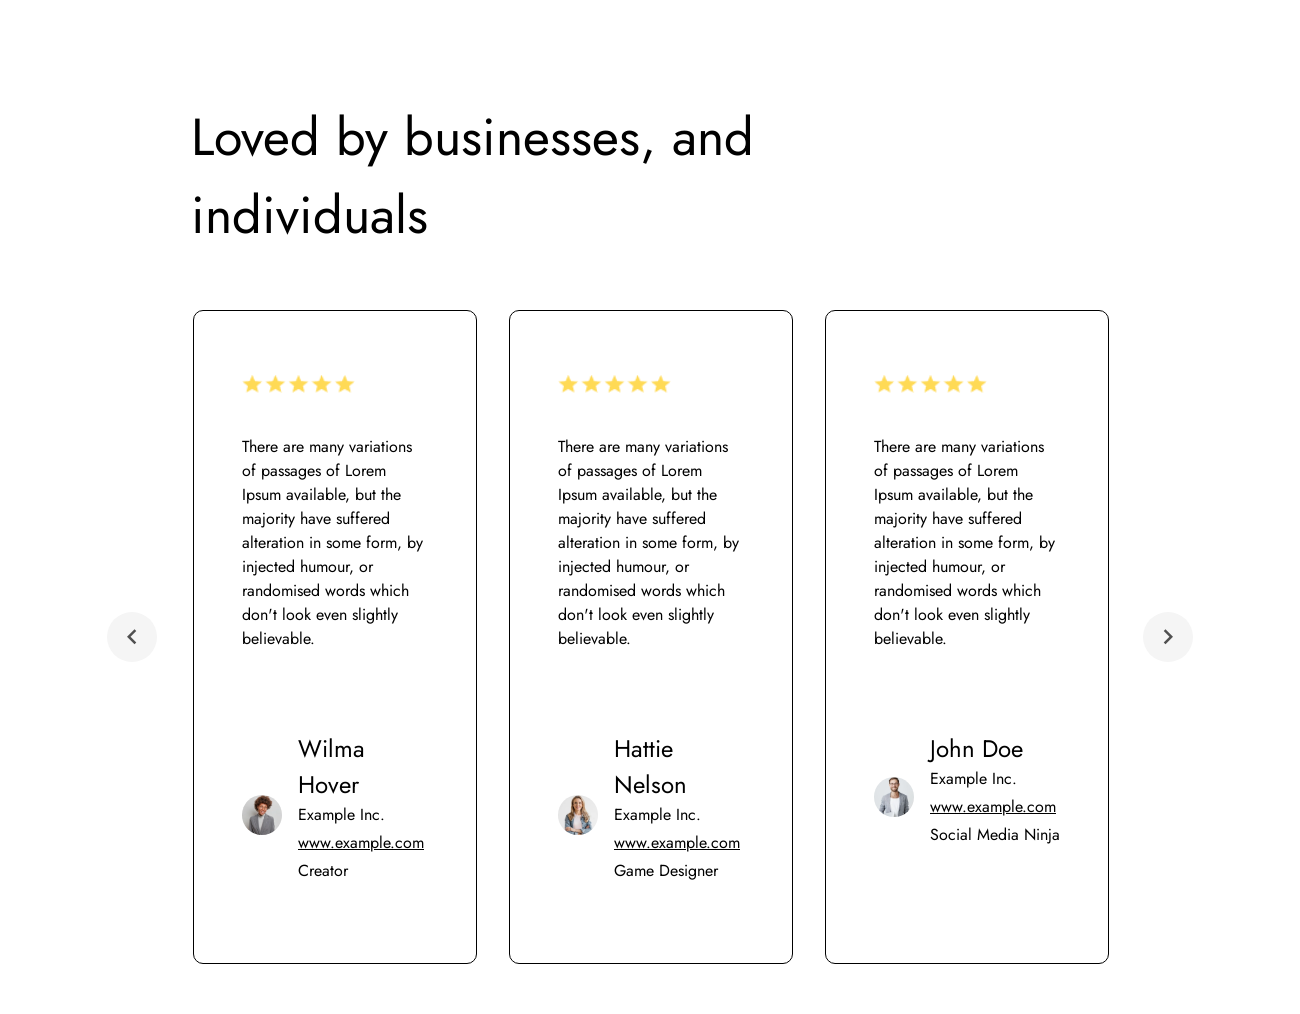 Loved by businesses, and
individuals
There are many variations
of passages of Lorem
Ipsum available, but the
majority have suffered
alteration in some form, by
injected humour, or
randomised words which
don't look even slightly
believable.
Wilma
Hover
Example Inc.
www.example.com
Creator
There are many variations
of passages of Lorem
Ipsum available, but the
majority have suffered
alteration in some form, by
injected humour, or
randomised words which
don't look even slightly
believable.
Hattie
Nelson
Example Inc.
www.example.com
Game Designer
There are many variations
of passages of Lorem
Ipsum available, but the
majority have suffered
alteration in some form, by
injected humour, or
randomised words which
don't look even slightly
believable.
John Doe
Example Inc.
www.example.com
Social Media Ninja